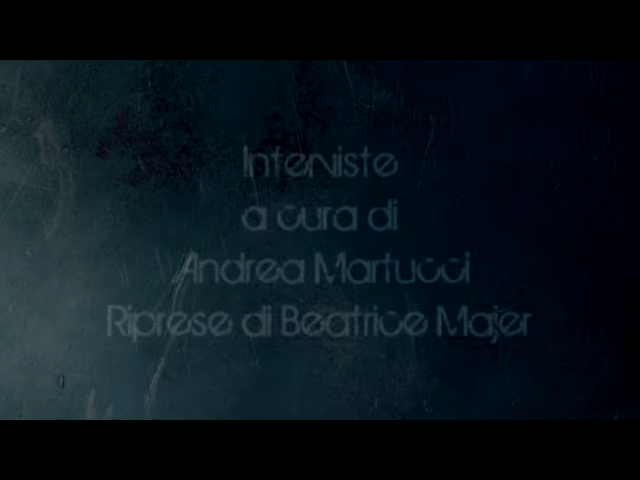 Interviste
a cura di
Andrea Martucci
Riprese di Beatrice Majer